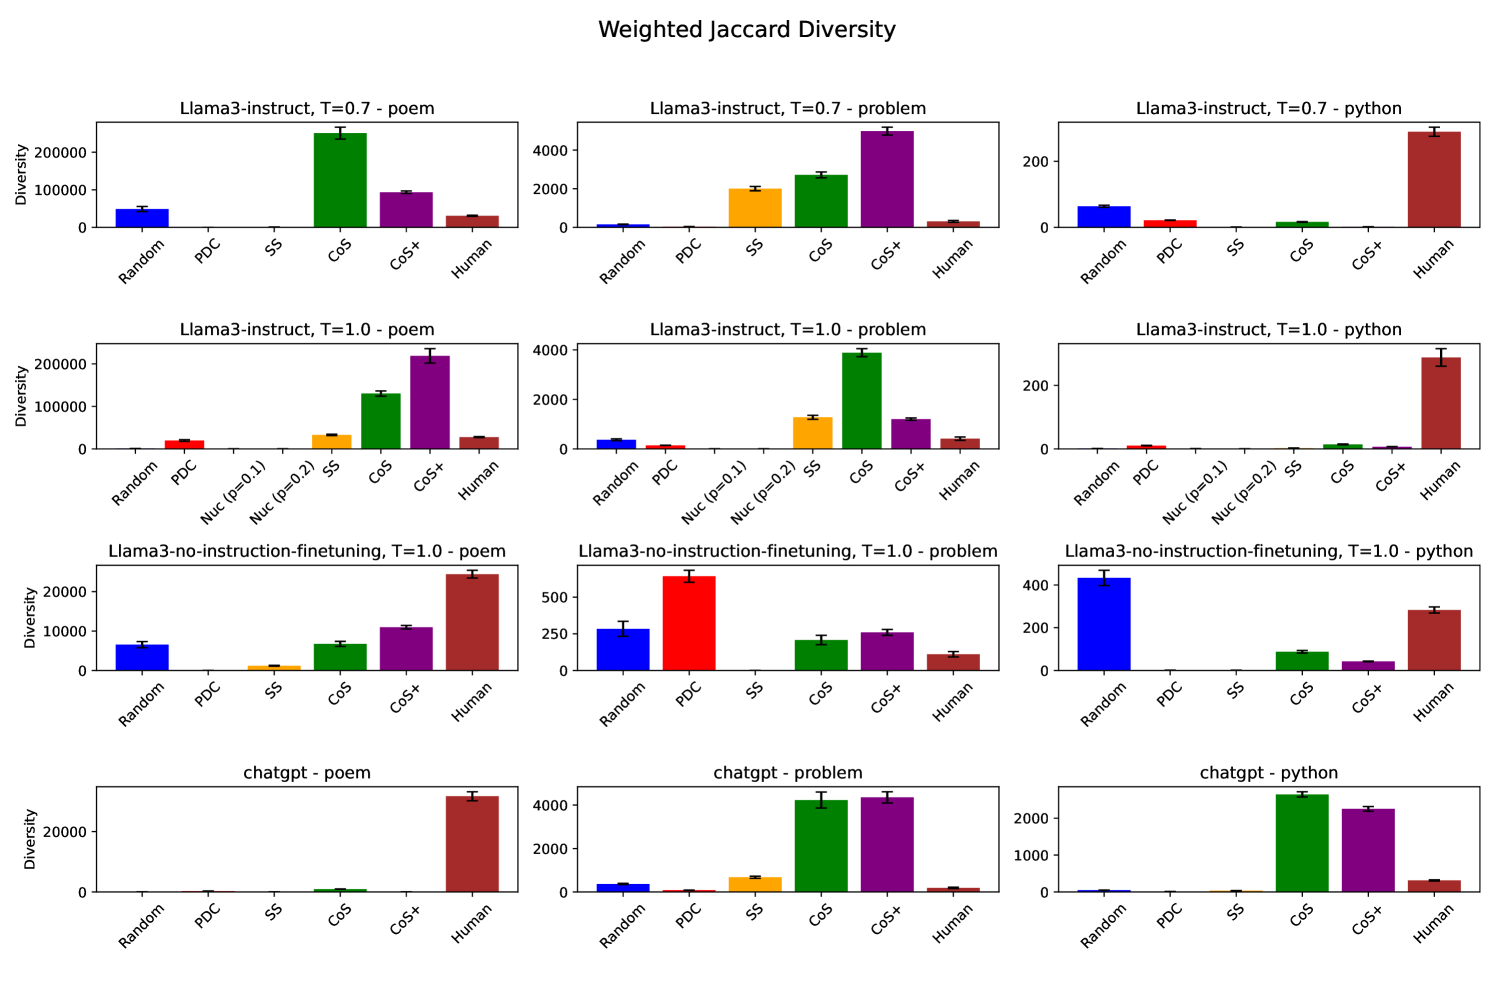 Weighted Jaccard Diversity
Llama3-instruct, T=0.7 - poem
Diversity
200000
100000
0
Random PDC SS CoS CoS+ Human
Llama3-instruct, T=0.7 - problem
4000
2000
0
Random PDC SS CoS CoS+ Human
Llama3-instruct, T=0.7 - python
200
0
Random PDC SS CoS CoS+ Human
Llama3-instruct, T=1.0 - poem
Diversity
200000
100000
0
Random PDC Nuc (p=0.1) Nuc (p=0.2) SS CoS CoS+ Human
Llama3-instruct, T=1.0 - problem
4000
2000
0
Random PDC Nuc (p=0.1) Nuc (p=0.2) SS CoS CoS+ Human
Llama3-instruct, T=1.0 - python
200
0
Random PDC Nuc (p=0.1) Nuc (p=0.2) SS CoS CoS+ Human
Llama3-no-instruction-finetuning, T=1.0 - poem
Diversity
20000
10000
0
Random PDC SS CoS CoS+ Human
Llama3-no-instruction-finetuning, T=1.0 - problem
500
250
0
Random PDC SS CoS CoS+ Human
Llama3-no-instruction-finetuning, T=1.0 - python
400
200
0
Random PDC SS CoS CoS+ Human
chatgpt - poem
Diversity
20000
0
Random PDC SS CoS CoS+ Human
chatgpt - problem
4000
2000
0
Random PDC SS CoS CoS+ Human
chatgpt - python
2000
1000
0
Random PDC SS CoS CoS+ Human